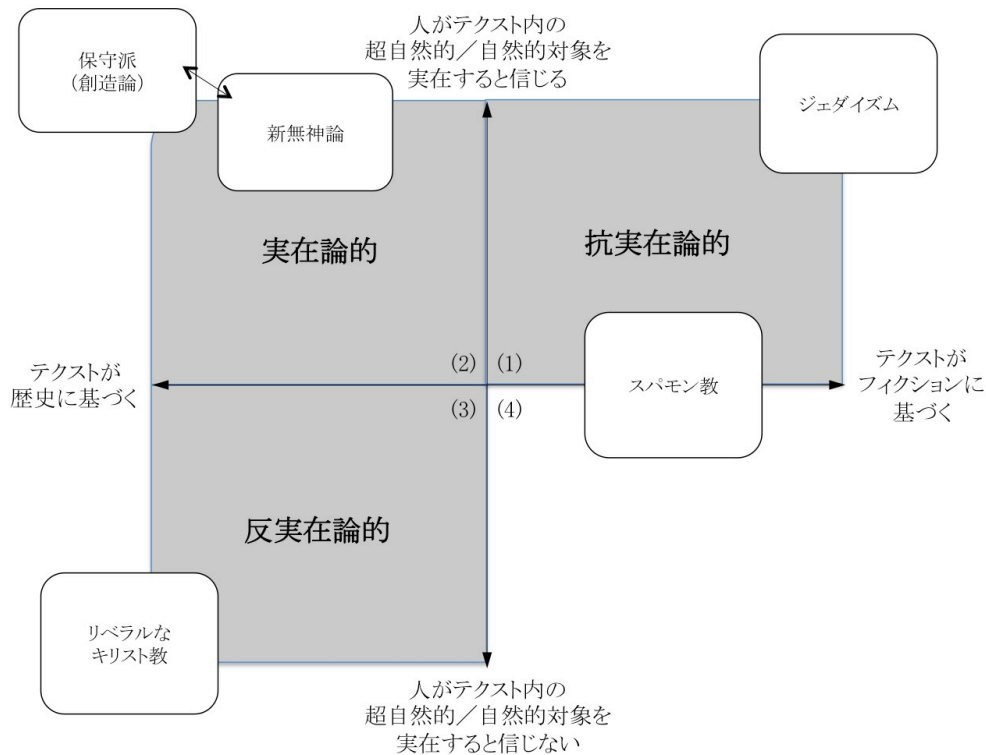 人がテクスト内の
超自然的／自然的対象を
実在すると信じる
保守派
(創造論)
新無神論
ジェダイズム
実在論的
抗実在論的
(2)
(1)
テクストが
歴史に基づく
スパモン教
テクストが
フィクションに
基づく
(3)
(4)
反実在論的
リベラルな
キリスト教
人がテクスト内の
超自然的／自然的対象を
実在すると信じない